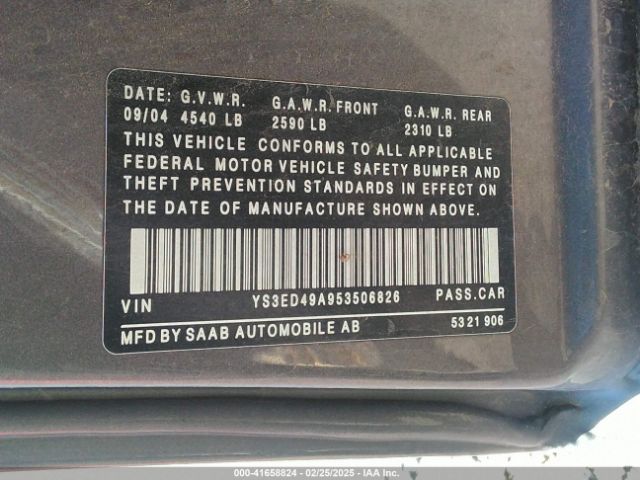 DATE: G.V.W.R. G.A.W.R. FRONT G.A.W.R. REAR
09/04 4540 LB 2590 LB 2310 LB
THIS VEHICLE CONFORMS TO ALL APPLICABLE
FEDERAL MOTOR VEHICLE SAFETY BUMPER AND
THEFT PREVENTION STANDARDS IN EFFECT ON
THE DATE OF MANUFACTURE SHOWN ABOVE.
VIN YS3ED49A953506826 PASS.CAR
MFD BY SAAB AUTOMOBILE AB 5321 906
000-41658824 | 02/25/2025 | IAA Inc.